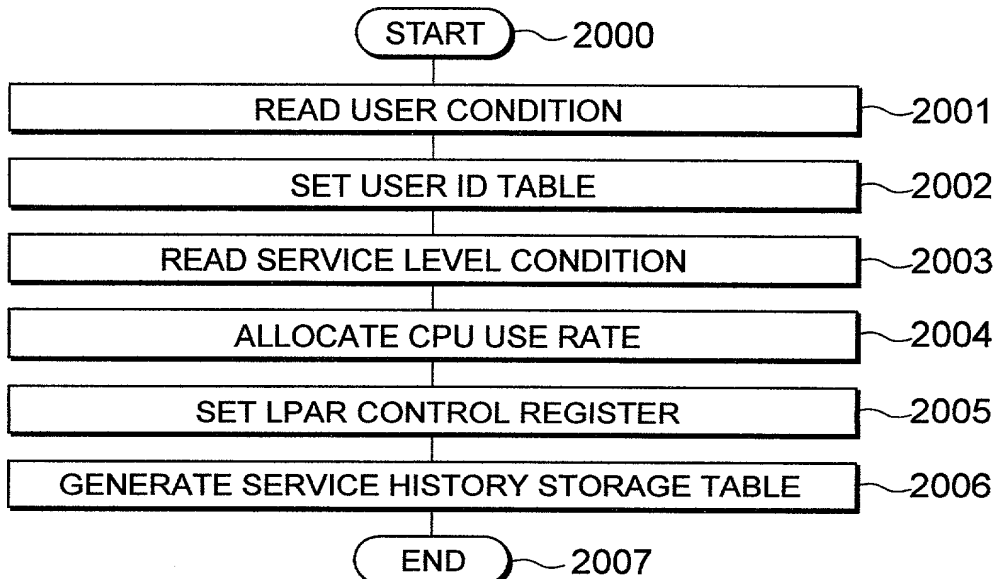 START 2000
READ USER CONDITION 2001
SET USER ID TABLE 2002
READ SERVICE LEVEL CONDITION 2003
ALLOCATE CPU USE RATE 2004
SET LPAR CONTROL REGISTER 2005
GENERATE SERVICE HISTORY STORAGE TABLE 2006
END 2007